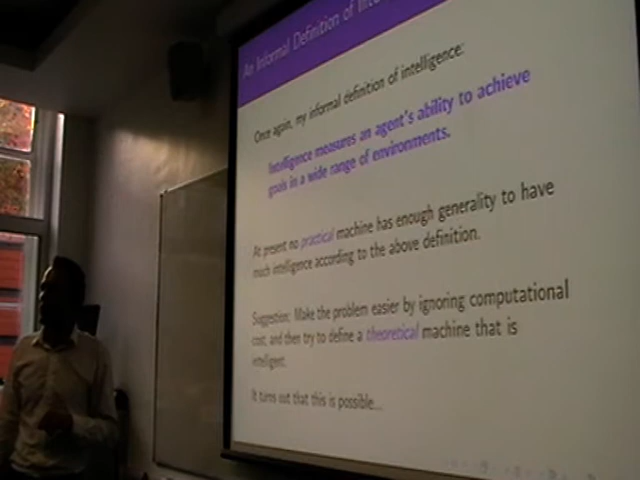 An Informal Definition of
Once again, my informal definition of intelligence:
Intelligence measures an agent's ability to achieve
goals in a wide range of environments.
At present no practical machine has enough generality to have
much intelligence according to the above definition.
Suggestion: Make the problem easier by ignoring computational
cost, and then try to define a theoretical machine that is
intelligent.
It turns out that this is possible...